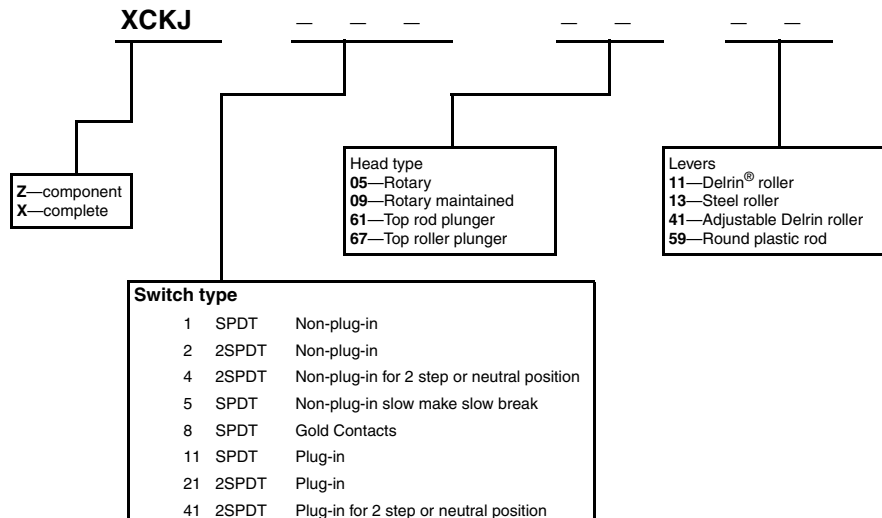 XCKJ _ _ _ _ _ _ _
Z—component
X—complete
Head type
05—Rotary
09—Rotary maintained
61—Top rod plunger
67—Top roller plunger
Levers
11—Delrin® roller
13—Steel roller
41—Adjustable Delrin roller
59—Round plastic rod
Switch type
1 SPDT Non-plug-in
2 2SPDT Non-plug-in
4 2SPDT Non-plug-in for 2 step or neutral position
5 SPDT Non-plug-in slow make slow break
8 SPDT Gold Contacts
11 SPDT Plug-in
21 2SPDT Plug-in
41 2SPDT Plug-in for 2 step or neutral position